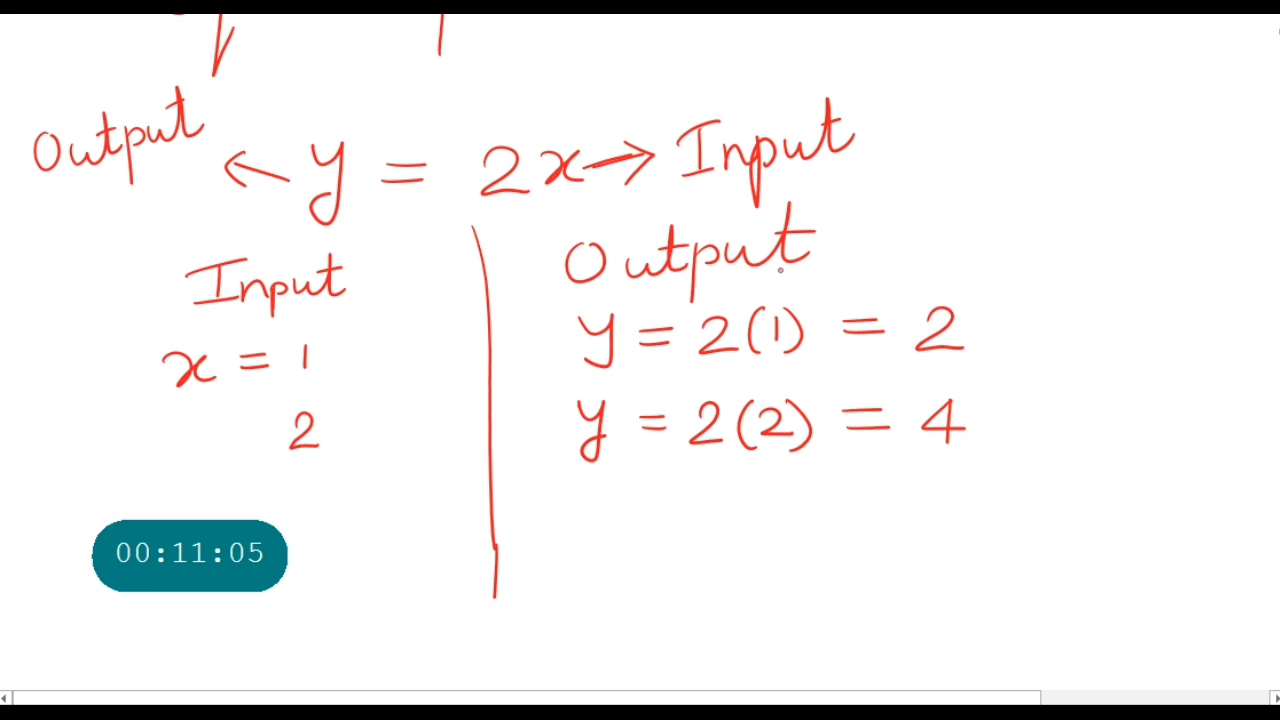 Output ← y = 2x → Input
Input
Output
x = 1
y = 2(1) = 2
2
y = 2(2) = 4
00:11:05